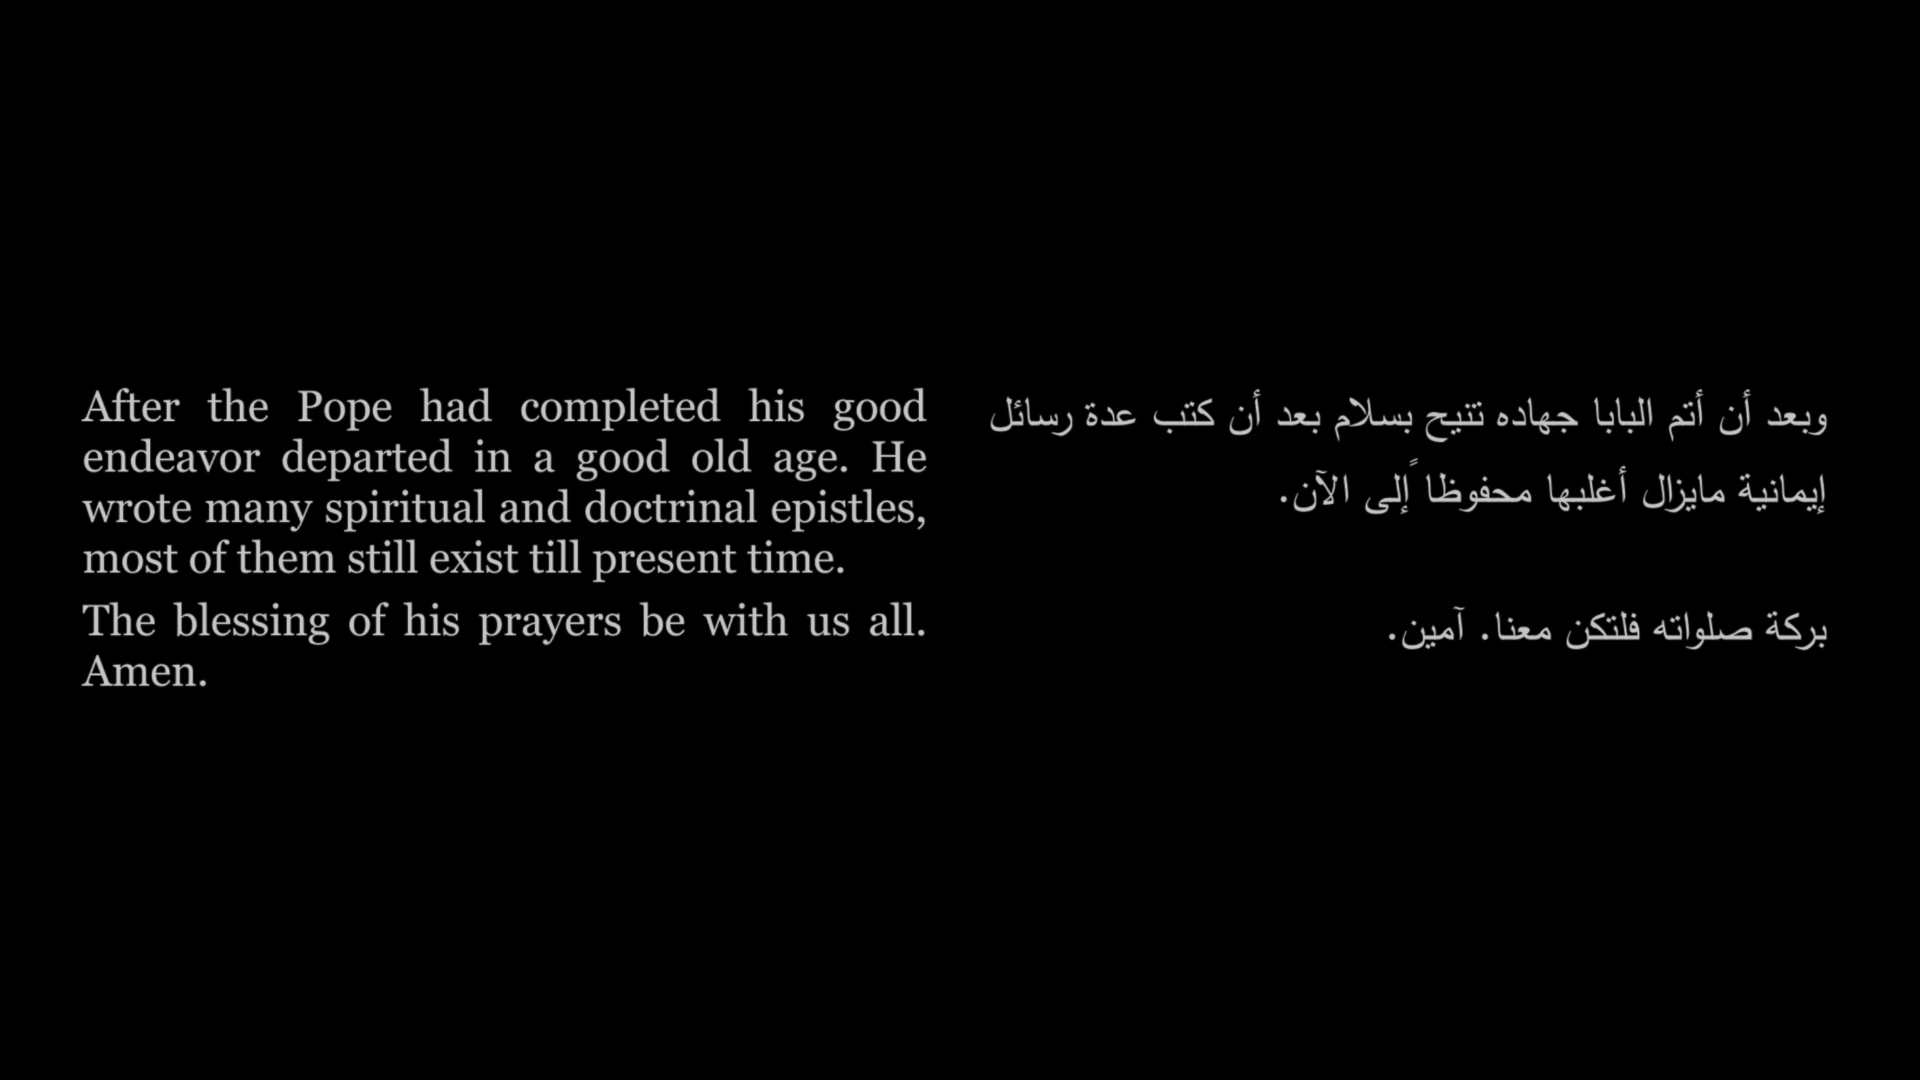 After the Pope had completed his good
endeavor departed in a good old age. He
wrote many spiritual and doctrinal epistles,
most of them still exist till present time.
The blessing of his prayers be with us all.
Amen.
وبعد أن أتم البابا جهاده تنيح بسلام بعد أن كتب عدة رسائل
إيمانية مايزال أغلبها محفوظاً إلى الآن.
بركة صلواته فلتكن معنا. آمين.